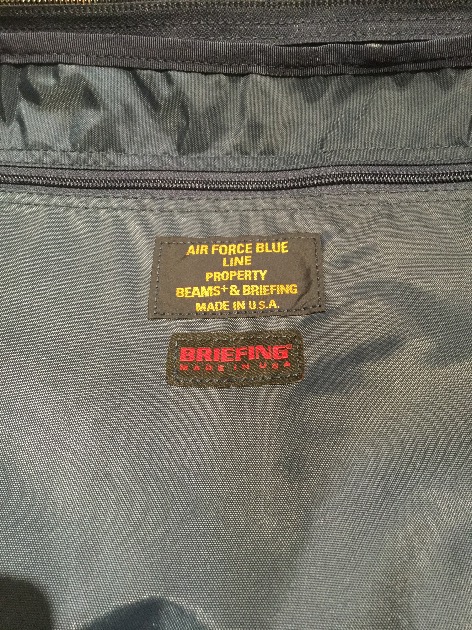 AIR FORCE BLUE
LINE
PROPERTY
BEAMS+ & BRIEFING
MADE IN U.S.A.
BRIEFING
MADE IN USA